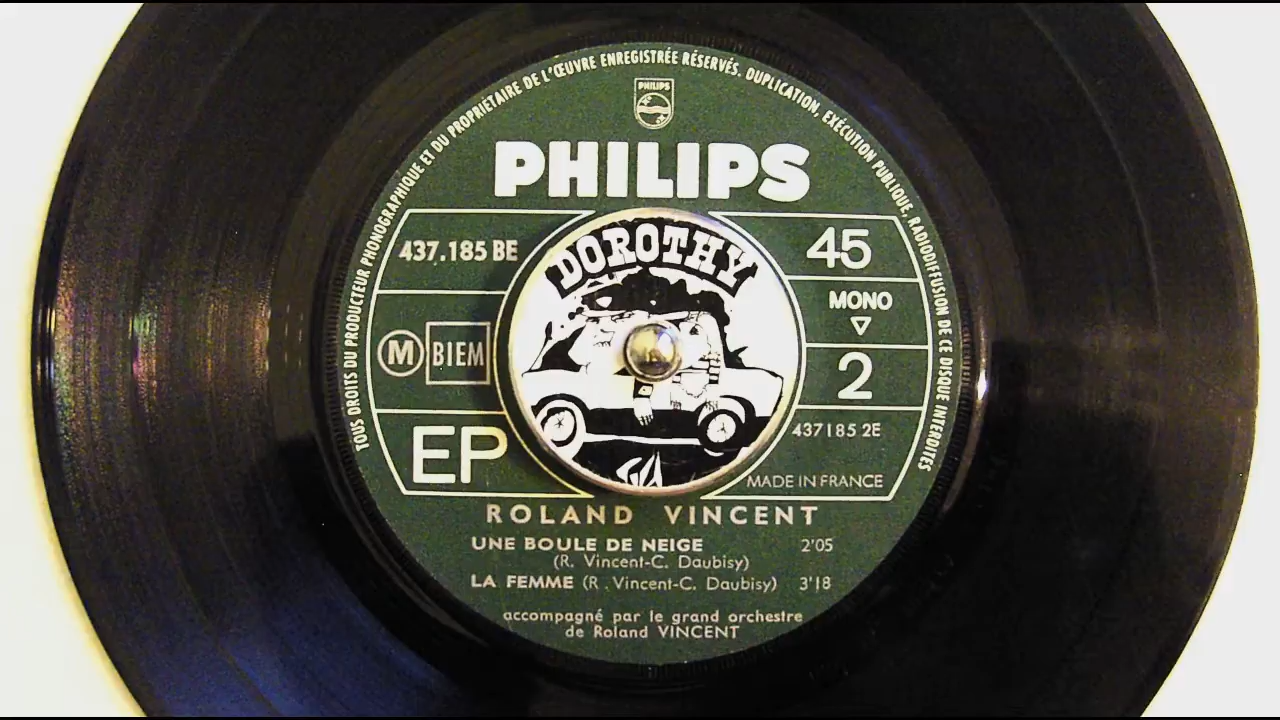 TOUS DROITS DU PRODUCTEUR PHONOGRAPHIQUE ET DU PROPRIÉTAIRE DE L'ŒUVRE ENREGISTRÉE RÉSERVÉS. DUPLICATION, EXÉCUTION PUBLIQUE, RADIODIFFUSION DE CE DISQUE INTERDITES
PHILIPS
PHILIPS
437.185 BE
M BIEM
EP
DOROTHY
45
MONO
2
437185 2E
MADE IN FRANCE
ROLAND VINCENT
UNE BOULE DE NEIGE 2'05
(R. Vincent-C. Daubisy)
LA FEMME (R. Vincent-C. Daubisy) 3'18
accompagné par le grand orchestre
de Roland VINCENT